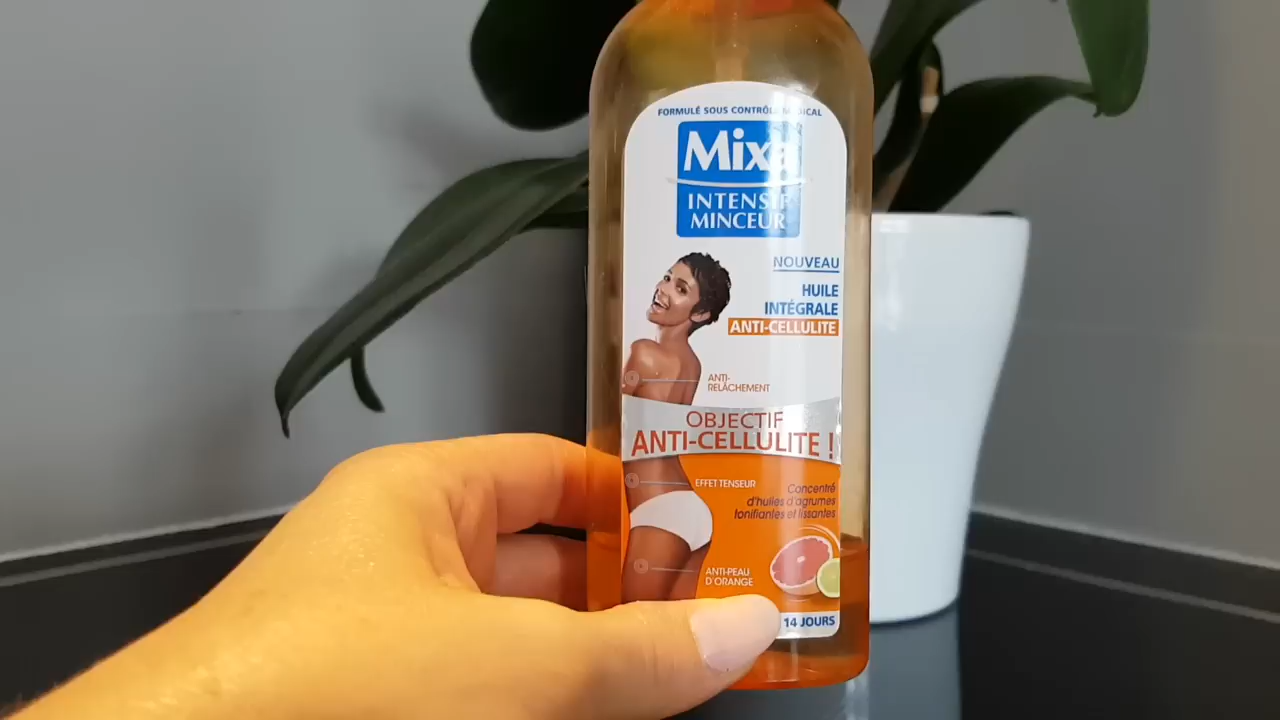 FORMULÉ SOUS CONTRÔLE MEDICAL
Mixa
INTENSIF
MINCEUR
NOUVEAU
HUILE
INTÉGRALE
ANTI-CELLULITE
ANTI-
RELÂCHEMENT
OBJECTIF
ANTI-CELLULITE !
EFFET TENSEUR
Concentré
d'huiles d'agrumes
tonifiantes et lissantes
ANTI-PEAU
D'ORANGE
14 JOURS